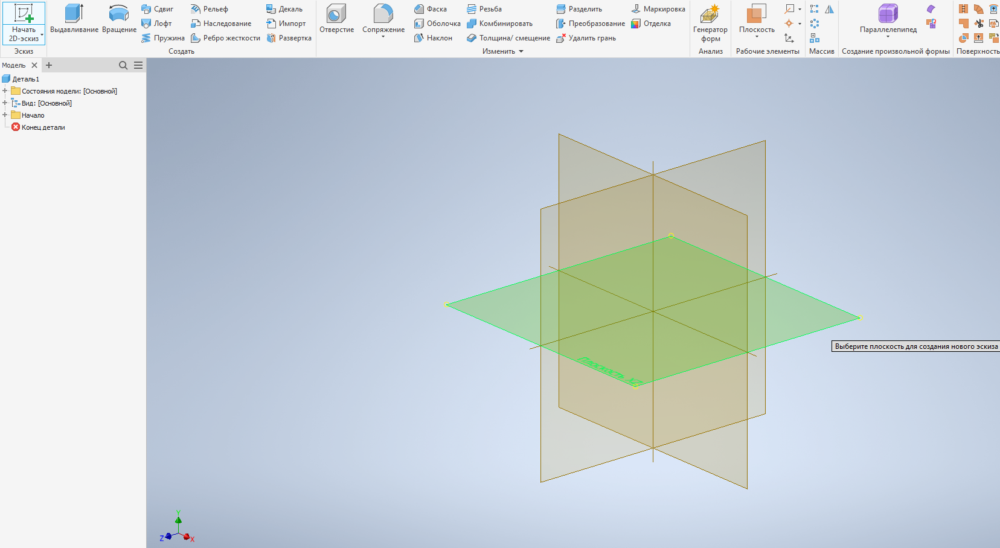 Начать
2D-эскиз
Выдавливание
Вращение
Сдвиг
Лофт
Пружина
Рельеф
Наследование
Ребро жесткости
Декаль
Импорт
Развертка
Отверстие
Сопряжение
Фаска
Оболочка
Наклон
Резьба
Комбинировать
Толщина/ смещение
Разделить
Преобразование
Удалить грань
Маркировка
Отделка
Генератор
форм
Плоскость
Параллелепипед
Эскиз
Создать
Изменить
Анализ
Рабочие элементы
Массив
Создание произвольной формы
Поверхность
Модель
Деталь1
Состояния модели: [Основной]
Вид: [Основной]
Начало
Конец детали
Выберите плоскость для создания нового эскиза
Плоскость
Y
Z
X